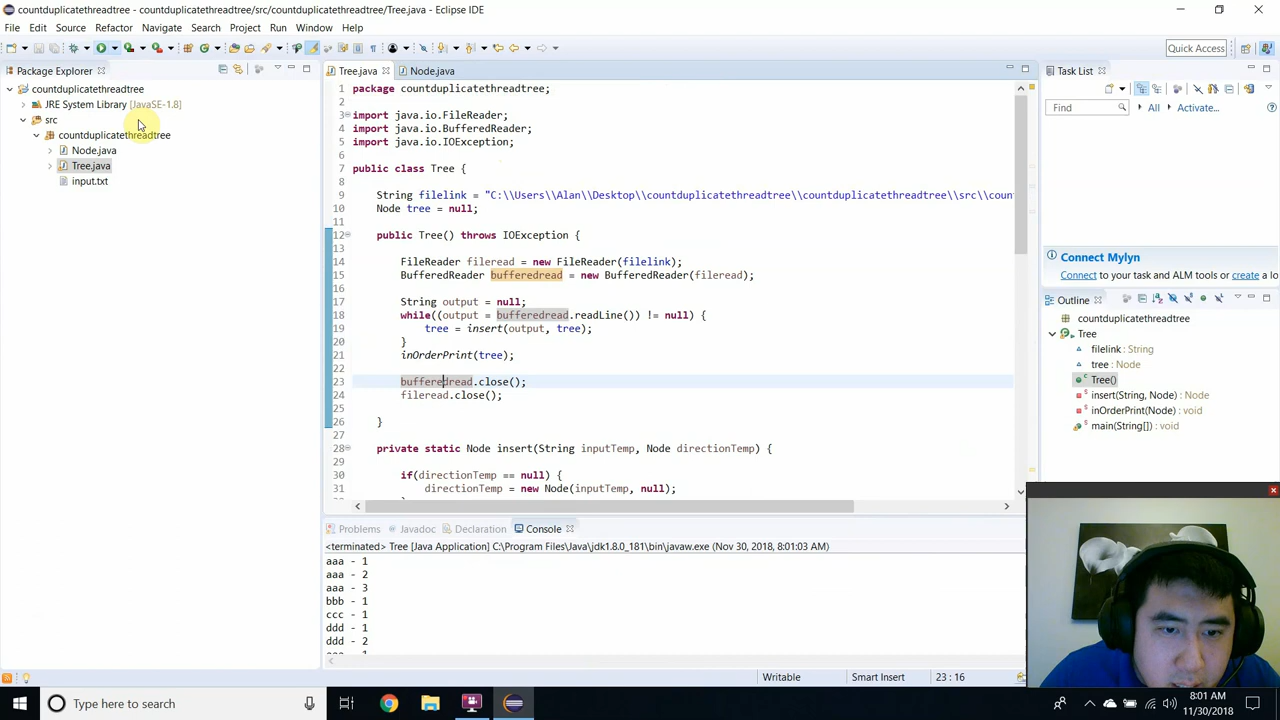 countduplicatethreadtree - countduplicatethreadtree/src/countduplicatethreadtree/Tree.java - Eclipse IDE
File Edit Source Refactor Navigate Search Project Run Window Help
Quick Access
Package Explorer
countduplicatethreadtree
JRE System Library [JavaSE-1.8]
src
countduplicatethreadtree
Node.java
Tree.java
input.txt
Tree.java
Node.java
1 package countduplicatethreadtree;
2
3 import java.io.FileReader;
4 import java.io.BufferedReader;
5 import java.io.IOException;
6
7 public class Tree {
8
9 String filelink = "C:\\Users\\Alan\\Desktop\\countduplicatethreadtree\\countduplicatethreadtree\\src\\coun
10 Node tree = null;
11
12 public Tree() throws IOException {
13
14 FileReader fileread = new FileReader(filelink);
15 BufferedReader bufferedread = new BufferedReader(fileread);
16
17 String output = null;
18 while((output = bufferedread.readLine()) != null) {
19 tree = insert(output, tree);
20 }
21 inOrderPrint(tree);
22
23 bufferedread.close();
24 fileread.close();
25
26 }
27
28 private static Node insert(String inputTemp, Node directionTemp) {
29
30 if(directionTemp == null) {
31 directionTemp = new Node(inputTemp, null);
Problems Javadoc Declaration Console
<terminated> Tree [Java Application] C:\Program Files\Java\jdk1.8.0_181\bin\javaw.exe (Nov 30, 2018, 8:01:03 AM)
aaa - 1
aaa - 2
aaa - 3
bbb - 1
ccc - 1
ddd - 1
ddd - 2
Task List
Find All Activate...
Connect Mylyn
Connect to your task and ALM tools or create a lo
Outline
countduplicatethreadtree
Tree
filelink : String
tree : Node
Tree()
insert(String, Node) : Node
inOrderPrint(Node) : void
main(String[]) : void
Writable Smart Insert 23 : 16
Type here to search
8:01 AM
11/30/2018